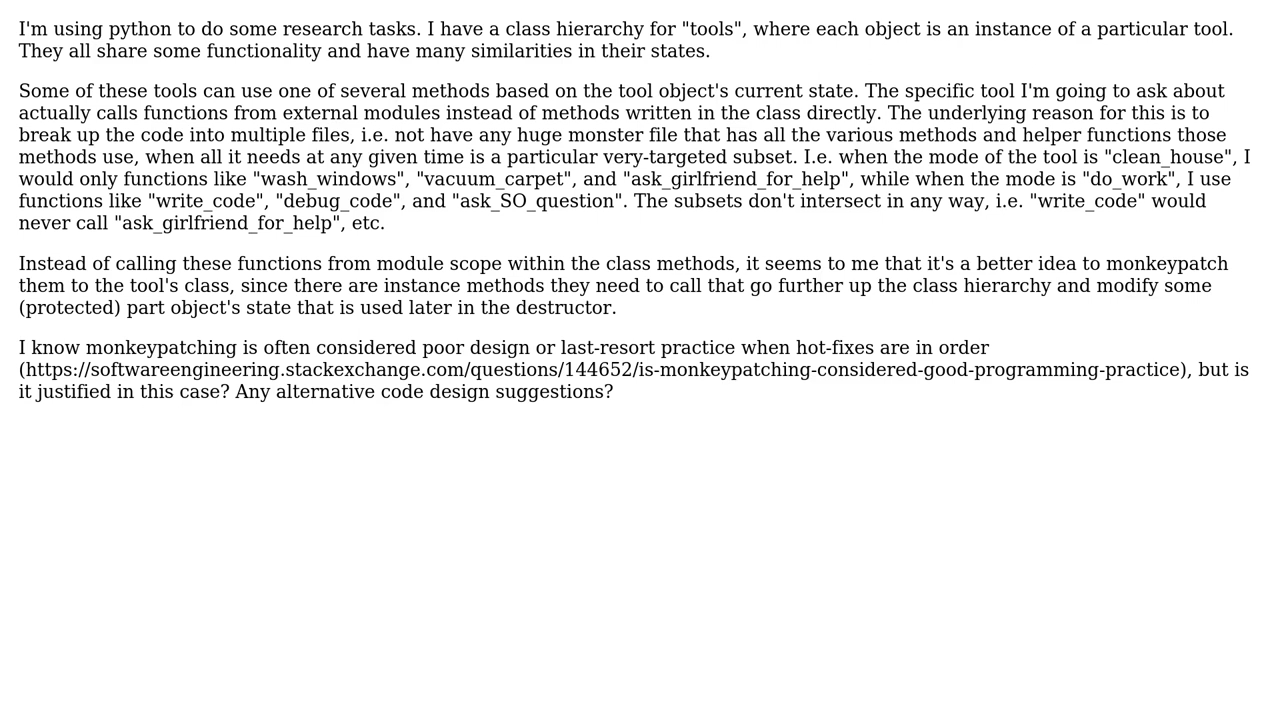 I'm using python to do some research tasks. I have a class hierarchy for "tools", where each object is an instance of a particular tool.
They all share some functionality and have many similarities in their states.
Some of these tools can use one of several methods based on the tool object's current state. The specific tool I'm going to ask about
actually calls functions from external modules instead of methods written in the class directly. The underlying reason for this is to
break up the code into multiple files, i.e. not have any huge monster file that has all the various methods and helper functions those
methods use, when all it needs at any given time is a particular very-targeted subset. I.e. when the mode of the tool is "clean_house", I
would only functions like "wash_windows", "vacuum_carpet", and "ask_girlfriend_for_help", while when the mode is "do_work", I use
functions like "write_code", "debug_code", and "ask_SO_question". The subsets don't intersect in any way, i.e. "write_code" would
never call "ask_girlfriend_for_help", etc.
Instead of calling these functions from module scope within the class methods, it seems to me that it's a better idea to monkeypatch
them to the tool's class, since there are instance methods they need to call that go further up the class hierarchy and modify some
(protected) part object's state that is used later in the destructor.
I know monkeypatching is often considered poor design or last-resort practice when hot-fixes are in order
(https://softwareengineering.stackexchange.com/questions/144652/is-monkeypatching-considered-good-programming-practice), but is
it justified in this case? Any alternative code design suggestions?